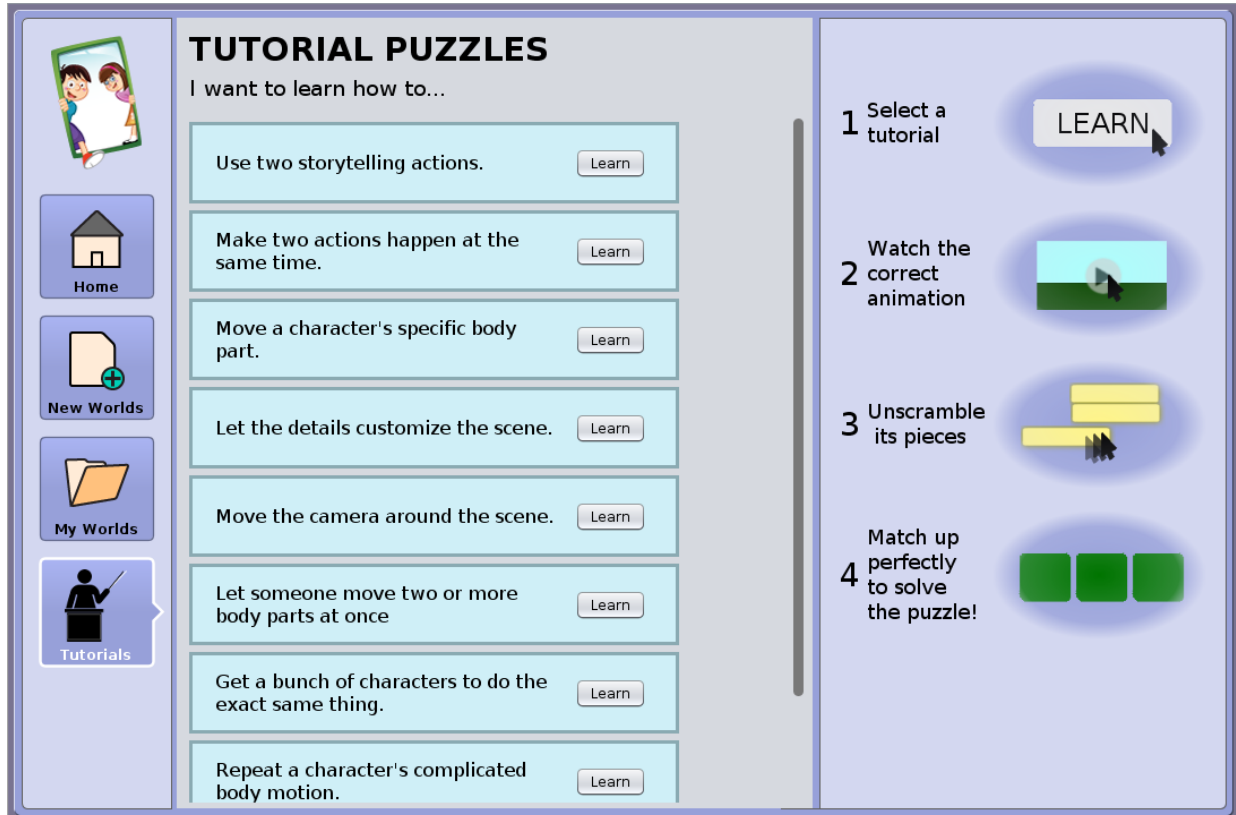 TUTORIAL PUZZLES
I want to learn how to...
Use two storytelling actions.
Learn
Make two actions happen at the
same time.
Learn
Move a character's specific body
part.
Learn
Let the details customize the scene.
Learn
Move the camera around the scene.
Learn
Let someone move two or more
body parts at once
Learn
Get a bunch of characters to do the
exact same thing.
Learn
Repeat a character's complicated
body motion.
Learn
Home
New Worlds
My Worlds
Tutorials
1 Select a
tutorial
LEARN
2 Watch the
correct
animation
3 Unscramble
its pieces
4 Match up
perfectly
to solve
the puzzle!